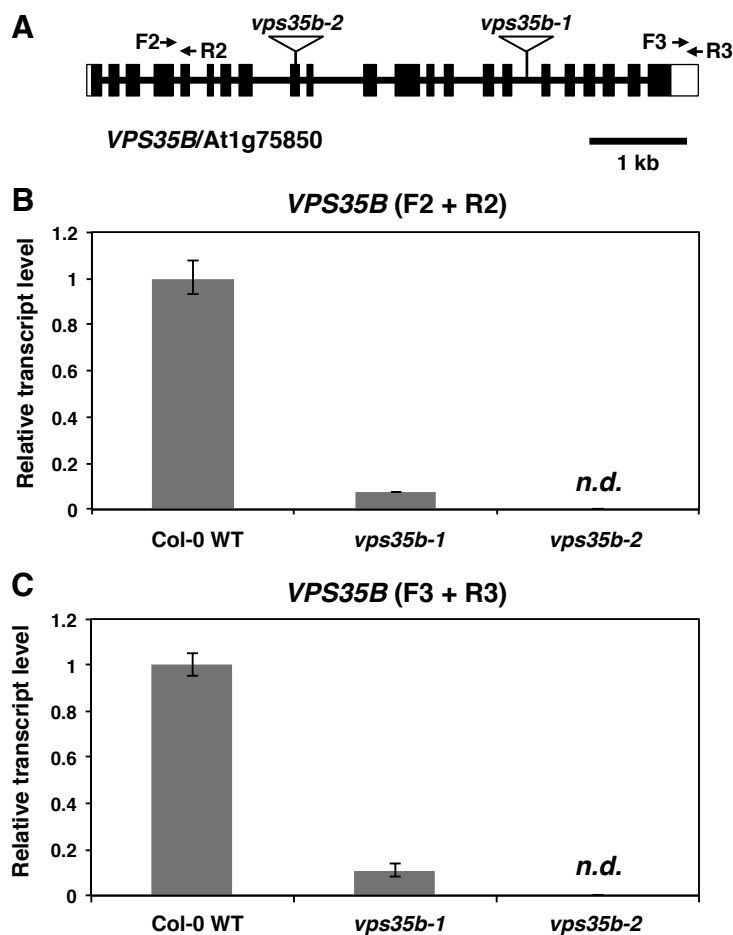 A
vps35b-2
vps35b-1
F2
R2
F3
R3
VPS35B/At1g75850
1 kb
B
VPS35B (F2 + R2)
Relative transcript level
1.2
1
0.8
0.6
0.4
0.2
0
n.d.
Col-0 WT
vps35b-1
vps35b-2
C
VPS35B (F3 + R3)
Relative transcript level
1.2
1
0.8
0.6
0.4
0.2
0
n.d.
Col-0 WT
vps35b-1
vps35b-2